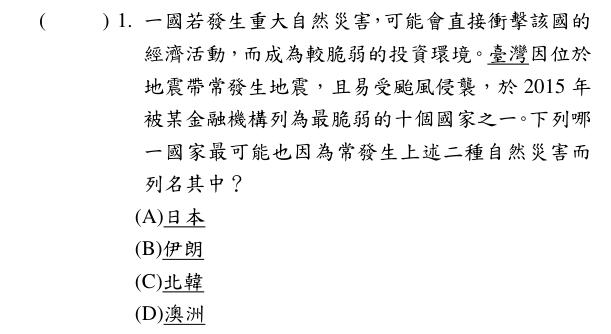 (　　) 1. 一國若發生重大自然災害，可能會直接衝擊該國的
經濟活動，而成為較脆弱的投資環境。臺灣因位於
地震帶常發生地震，且易受颱風侵襲，於 2015 年
被某金融機構列為最脆弱的十個國家之一。下列哪
一國家最可能也因為常發生上述二種自然災害而
列名其中？
(A)日本
(B)伊朗
(C)北韓
(D)澳洲